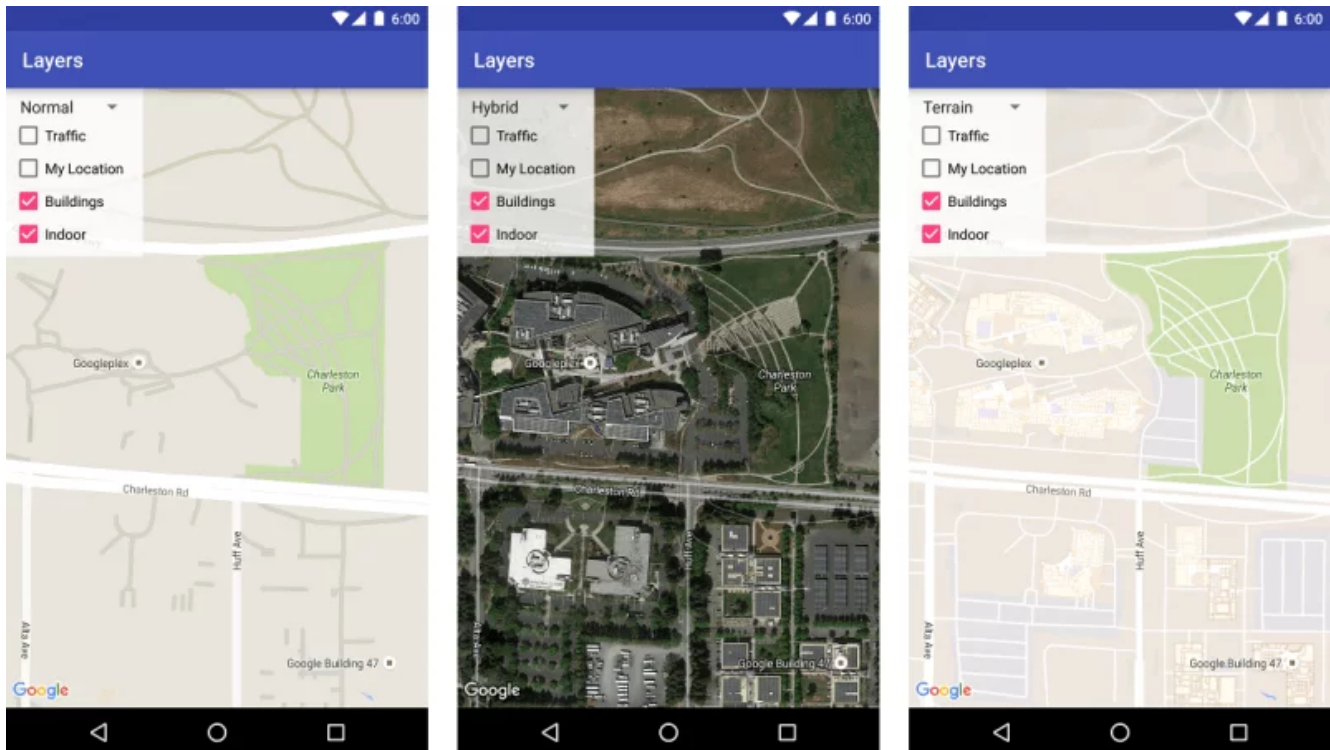 6:00
Layers
Normal
Traffic
My Location
Buildings
Indoor
Googleplex
Charleston
Park
Charleston Rd
Huff Ave
Alta Ave
Google Building 47
Google
6:00
Layers
Hybrid
Traffic
My Location
Buildings
Indoor
Googleplex
Charleston
Park
Charleston Rd
Huff Ave
Alta Ave
Google Building 47
Google
6:00
Layers
Terrain
Traffic
My Location
Buildings
Indoor
Googleplex
Charleston
Park
Charleston Rd
Huff Ave
Alta Ave
Google Building 47
Google